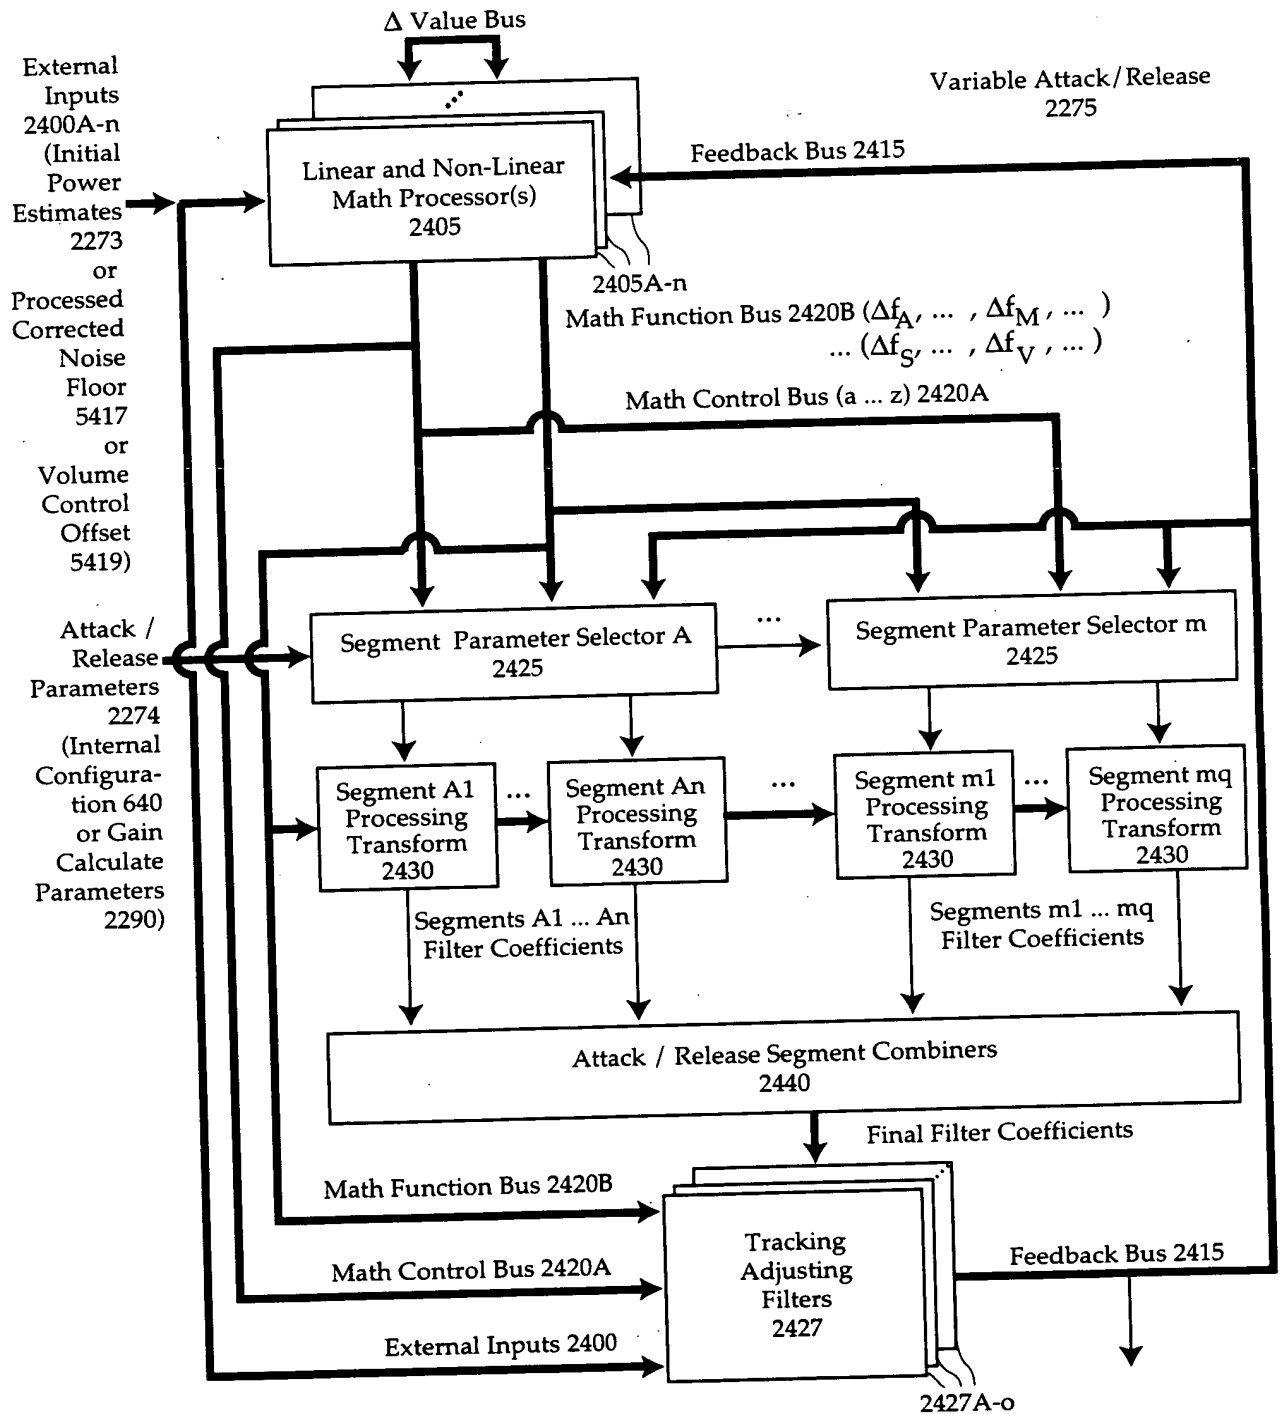 Δ Value Bus
External
Inputs
2400A-n
(Initial
Power
Estimates
2273
or
Processed
Corrected
Noise
Floor
5417
or
Volume
Control
Offset
5419)
Variable Attack/Release
2275
Feedback Bus 2415
Linear and Non-Linear
Math Processor(s)
2405
2405A-n
Math Function Bus 2420B (Δf_A, ... , Δf_M, ... )
... (Δf_S, ... , Δf_V, ... )
Math Control Bus (a ... z) 2420A
Attack /
Release
Parameters
2274
(Internal
Configura-
tion 640
or Gain
Calculate
Parameters
2290)
Segment Parameter Selector A
2425
...
Segment Parameter Selector m
2425
Segment A1
Processing
Transform
2430
...
Segment An
Processing
Transform
2430
...
Segment m1
Processing
Transform
2430
...
Segment mq
Processing
Transform
2430
Segments A1 ... An
Filter Coefficients
Segments m1 ... mq
Filter Coefficients
Attack / Release Segment Combiners
2440
Final Filter Coefficients
Math Function Bus 2420B
Math Control Bus 2420A
External Inputs 2400
Tracking
Adjusting
Filters
2427
Feedback Bus 2415
2427A-o